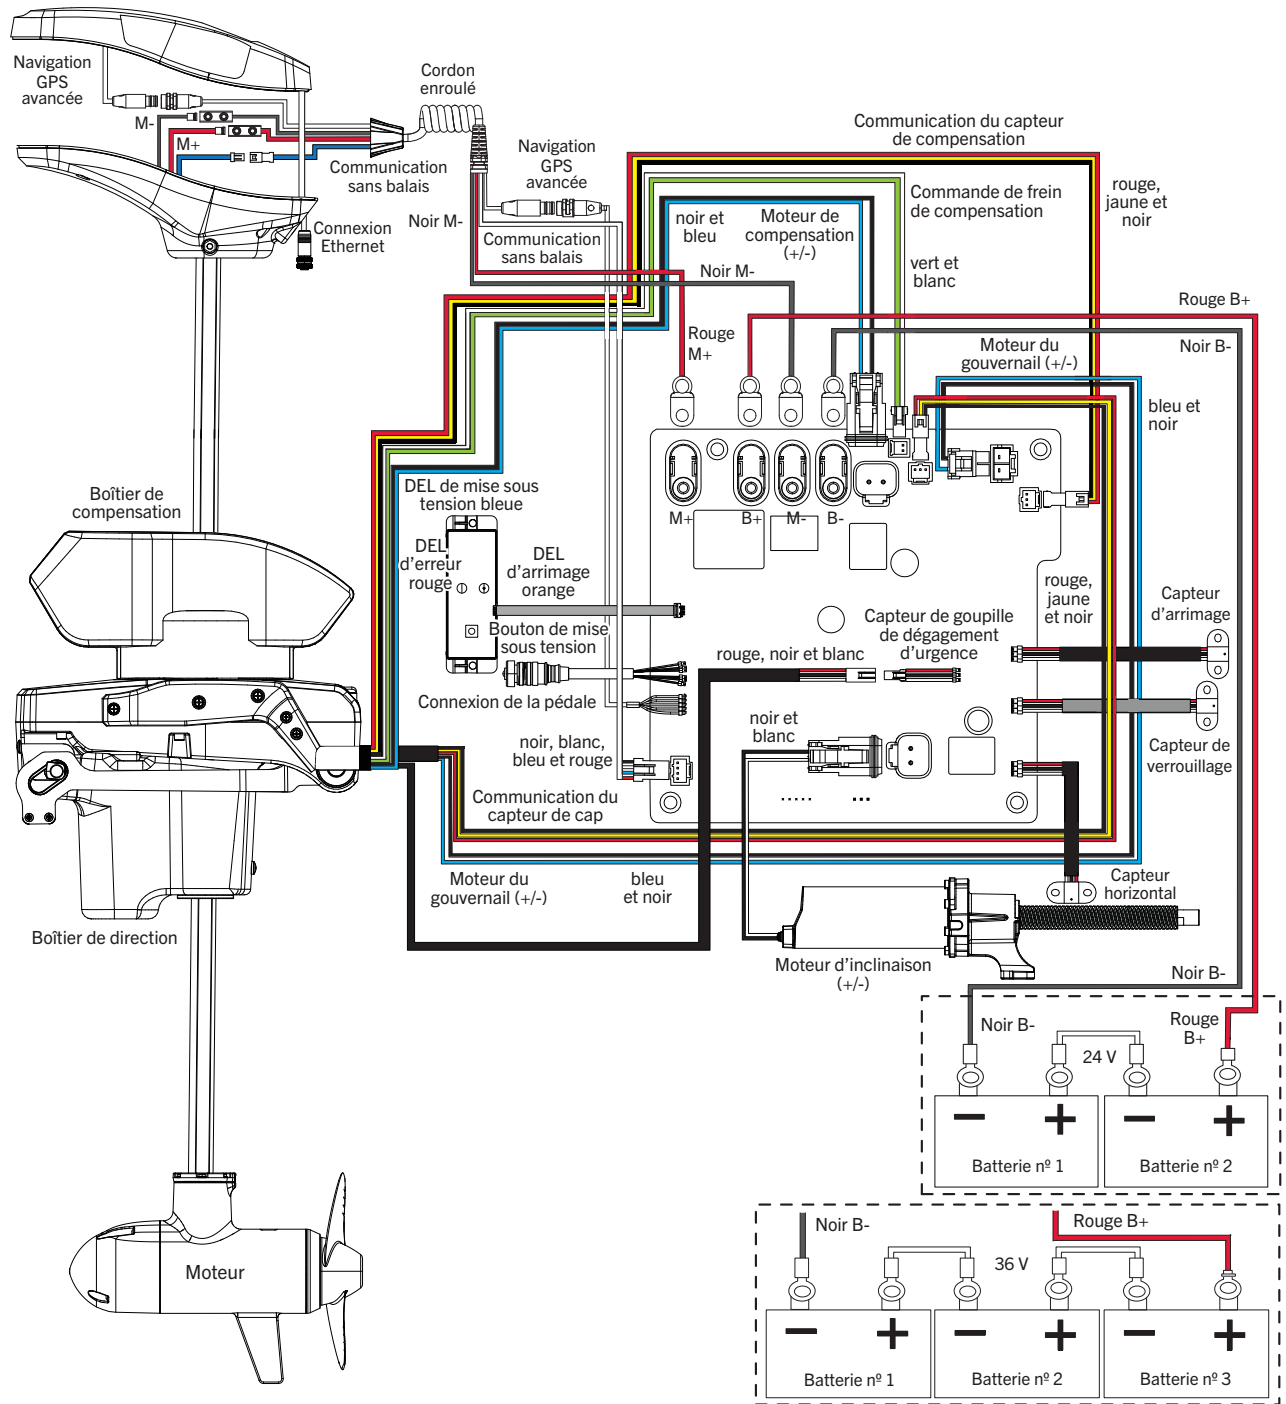 Navigation
GPS
avancée
M-
M+
Cordon
enroulé
Communication
sans balais
Connexion
Ethernet
Noir M-
Navigation
GPS
avancée
Communication
sans balais
Communication du capteur
de compensation
rouge,
jaune et
noir
Commande de frein
de compensation
noir et
bleu
Moteur de
compensation
(+/-)
vert et
blanc
Noir M-
Rouge
M+
Rouge B+
Noir B-
Moteur du
gouvernail (+/-)
bleu et
noir
Boîtier de
compensation
DEL de mise sous
tension bleue
DEL
d'erreur
rouge
DEL
d'arrimage
orange
Bouton de mise
sous tension
M+
B+
M-
B-
rouge,
jaune
et noir
Capteur
d'arrimage
Capteur de goupille
de dégagement
d'urgence
rouge, noir et blanc
Connexion de la pédale
noir et
blanc
noir, blanc,
bleu et rouge
Capteur de
verrouillage
Communication du
capteur de cap
Moteur du
gouvernail (+/-)
bleu
et noir
Capteur
horizontal
Boîtier de direction
Moteur d'inclinaison
(+/-)
Noir B-
Noir B-
Rouge
B+
24 V
Batterie nº 1
Batterie nº 2
Moteur
Noir B-
Rouge B+
36 V
Batterie nº 1
Batterie nº 2
Batterie nº 3